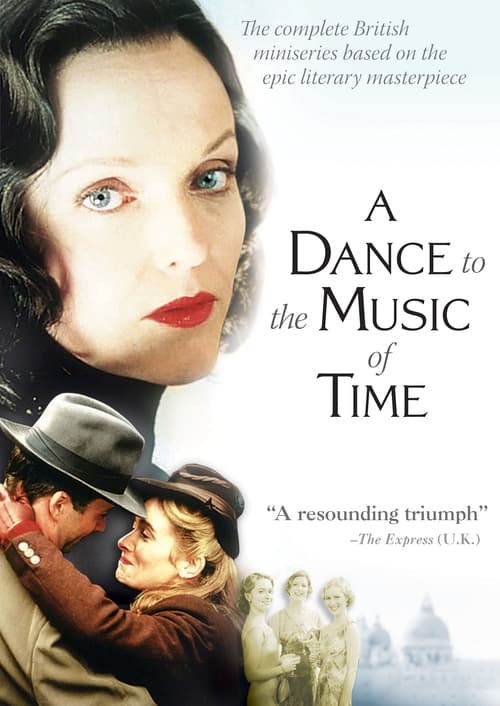 The complete British
miniseries based on the
epic literary masterpiece
A
DANCE to
the MUSIC
of
TIME
“A resounding triumph”
–The Express (U.K.)